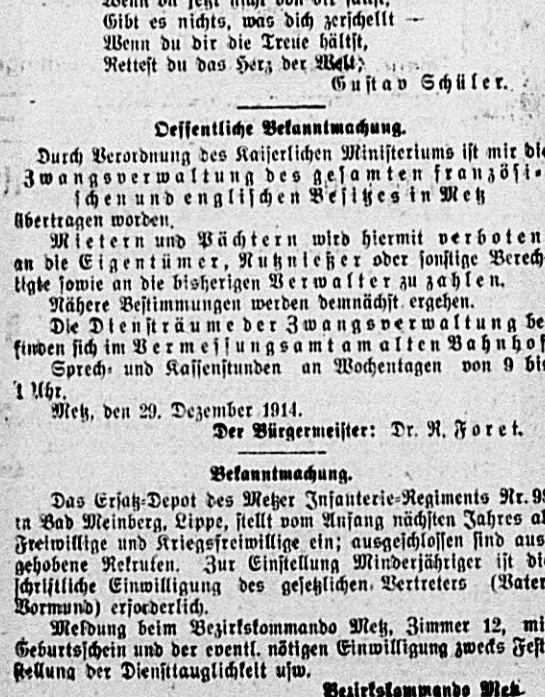 Wenn du jetzt nicht von dir läufst,
Gibt es nichts, was dich zerschellt —
Wenn du dir die Treue hältst,
Rettest du das Herz der Welt;
Gustav Schüler.
Oeffentliche Bekanntmachung.
Durch Verordnung des Kaiserlichen Ministeriums ist mir die
Zwangsverwaltung des gesamten französi-
schen und englischen Besitzes in Metz
übertragen worden.
Mietern und Pächtern wird hiermit verboten
an die Eigentümer, Nutznießer oder sonstige Berech-
tigte sowie an die bisherigen Verwalter zu zahlen.
Nähere Bestimmungen werden demnächst ergehen.
Die Diensträume der Zwangsverwaltung be-
finden sich im Vermessungsamt am alten Bahnhof
Sprech- und Kassenstunden an Wochentagen von 9 bis
1 Uhr.
Metz, den 29. Dezember 1914.
Der Bürgermeister: Dr. R. Foret.
Bekanntmachung.
Das Ersatz-Depot des Metzer Infanterie-Regiments Nr. 98
in Bad Meinberg, Lippe, stellt vom Anfang nächsten Jahres ab
Freiwillige und Kriegsfreiwillige ein; ausgeschlossen sind aus-
gehobene Rekruten. Zur Einstellung Minderjähriger ist die
schriftliche Einwilligung des gesetzlichen Vertreters (Vater
Vormund) erforderlich.
Meldung beim Bezirkskommando Metz, Zimmer 12, mit
Geburtsschein und der eventl. nötigen Einwilligung zwecks Fest-
stellung der Diensttauglichkeit usw.
Bezirkskommando Metz.